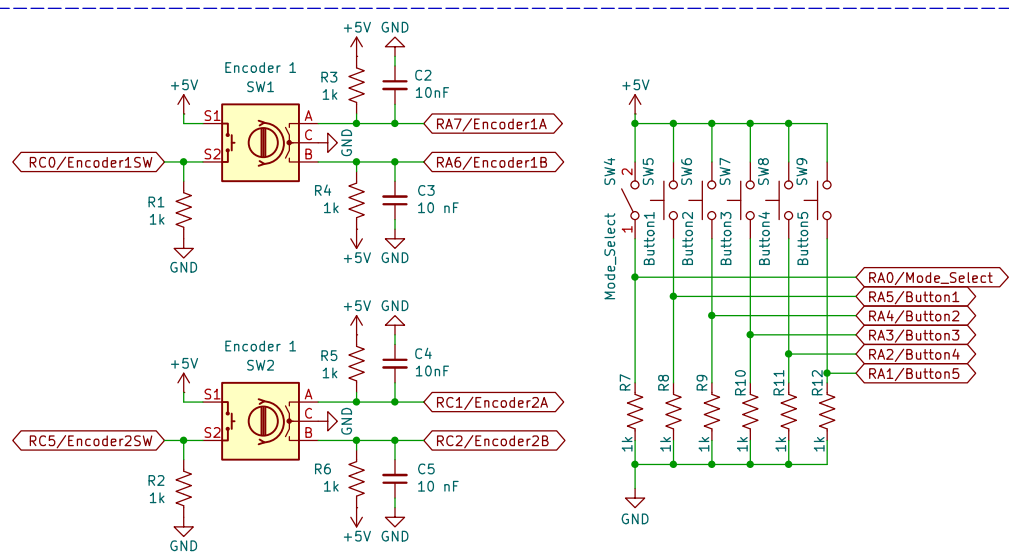 +5V GND
Encoder 1
SW1
R3
1k
C2
10nF
+5V
S1
A
RA7/Encoder1A
C
GND
RC0/Encoder1SW
S2
B
RA6/Encoder1B
R1
1k
R4
1k
C3
10 nF
GND
+5V GND
+5V GND
Encoder 1
SW2
R5
1k
C4
10nF
+5V
S1
A
RC1/Encoder2A
C
GND
RC5/Encoder2SW
S2
B
RC2/Encoder2B
R2
1k
R6
1k
C5
10 nF
GND
+5V GND
+5V
SW4
SW5
SW6
SW7
SW8
SW9
2
1
Mode_Select
Button1
Button2
Button3
Button4
Button5
RA0/Mode_Select
RA5/Button1
RA4/Button2
RA3/Button3
RA2/Button4
RA1/Button5
R7
R8
R9
R10
R11
R12
1k
1k
1k
1k
1k
1k
GND